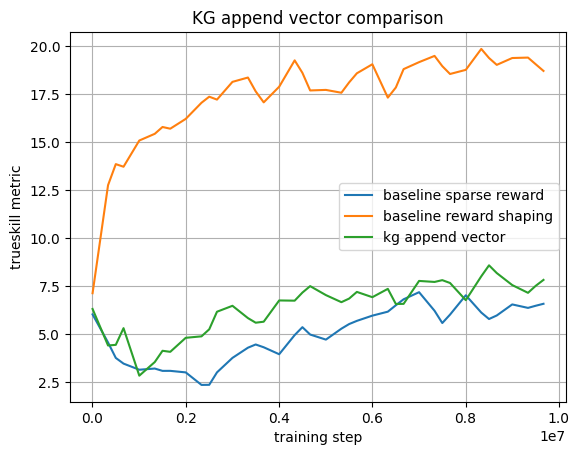 KG append vector comparison
trueskill metric
20.0
17.5
15.0
12.5
10.0
7.5
5.0
2.5
baseline sparse reward
baseline reward shaping
kg append vector
0.0 0.2 0.4 0.6 0.8 1.0
1e7
training step